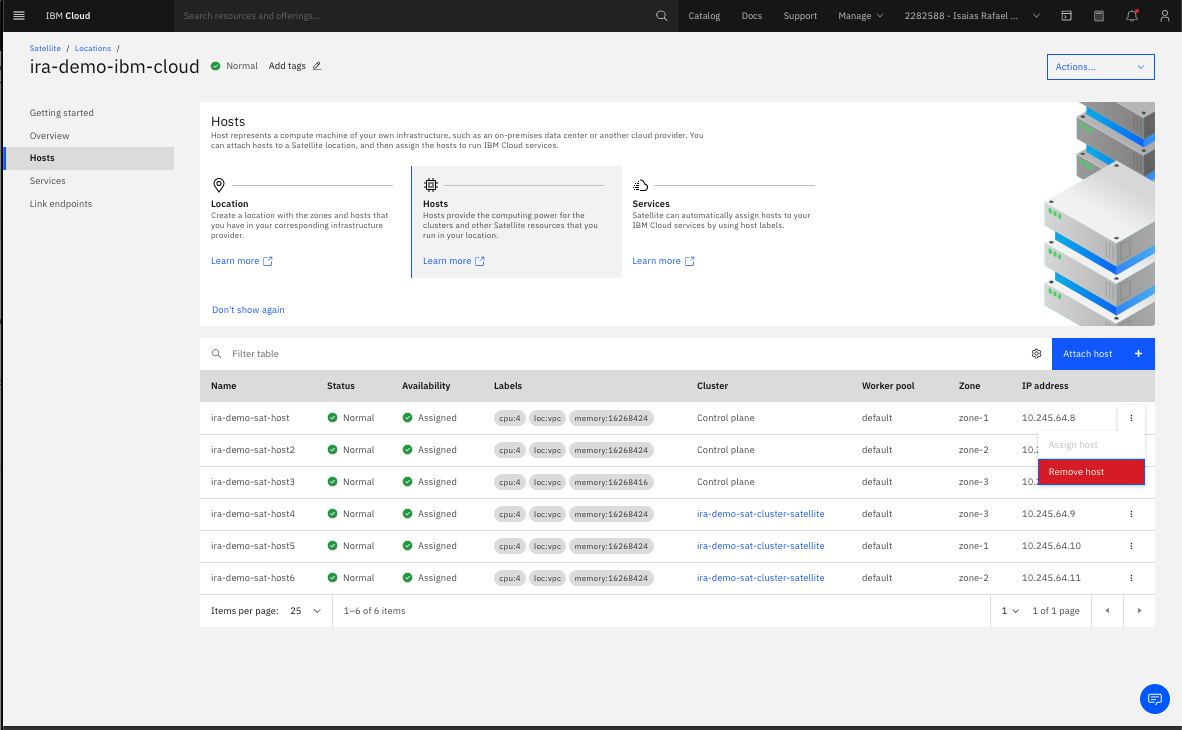 IBM Cloud
Search resources and offerings...
Catalog
Docs
Support
Manage
2282588 - Isaias Rafael ...
Satellite / Locations /
ira-demo-ibm-cloud
Normal
Add tags
Actions...
Getting started
Overview
Hosts
Services
Link endpoints
Hosts
Host represents a compute machine of your own infrastructure, such as an on-premises data center or another cloud provider. You
can attach hosts to a Satellite location, and then assign the hosts to run IBM Cloud services.
Location
Create a location with the zones and hosts that
you have in your corresponding infrastructure
provider.
Learn more
Hosts
Hosts provide the computing power for the
clusters and other Satellite resources that you
run in your location.
Learn more
Services
Satellite can automatically assign hosts to your
IBM Cloud services by using host labels.
Learn more
Don't show again
Filter table
Attach host +
Name Status Availability Labels Cluster Worker pool Zone IP address
ira-demo-sat-host Normal Assigned cpu:4 loc:vpc memory:16268424 Control plane default zone-1 10.245.64.8
ira-demo-sat-host2 Normal Assigned cpu:4 loc:vpc memory:16268424 Control plane default zone-2 10.2
Assign host
Remove host
ira-demo-sat-host3 Normal Assigned cpu:4 loc:vpc memory:16268416 Control plane default zone-3 10.2
ira-demo-sat-host4 Normal Assigned cpu:4 loc:vpc memory:16268424 ira-demo-sat-cluster-satellite default zone-3 10.245.64.9
ira-demo-sat-host5 Normal Assigned cpu:4 loc:vpc memory:16268424 ira-demo-sat-cluster-satellite default zone-1 10.245.64.10
ira-demo-sat-host6 Normal Assigned cpu:4 loc:vpc memory:16268424 ira-demo-sat-cluster-satellite default zone-2 10.245.64.11
Items per page: 25 1–6 of 6 items 1 1 of 1 page